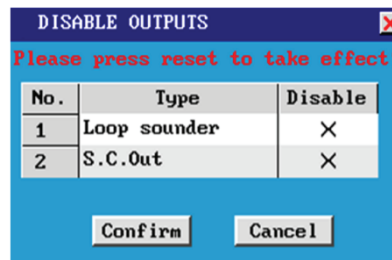 DISABLE OUTPUTS
Please press reset to take effect
No. Type Disable
1 Loop sounder ×
2 S.C.Out ×
Confirm Cancel